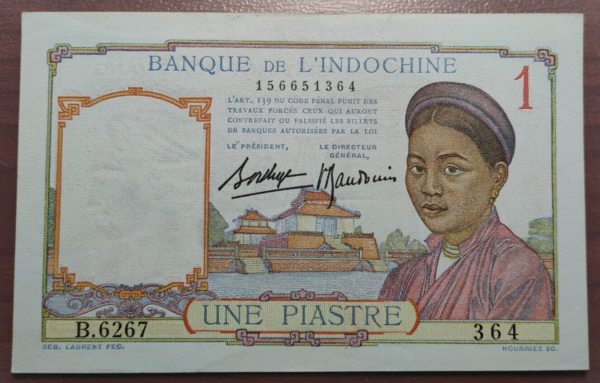 BANQUE DE L'INDOCHINE
156651364
1
L'ART. 139 DU CODE PÉNAL PUNIT DES
TRAVAUX FORCÉS CEUX QUI AURONT
CONTREFAIT OU FALSIFIÉ LES BILLETS
DE BANQUES AUTORISÉES PAR LA LOI
LE PRÉSIDENT, LE DIRECTEUR
GÉNÉRAL,
B.6267 UNE PIASTRE 364
SEB. LAURENT FEC. HOURRIEZ SC.